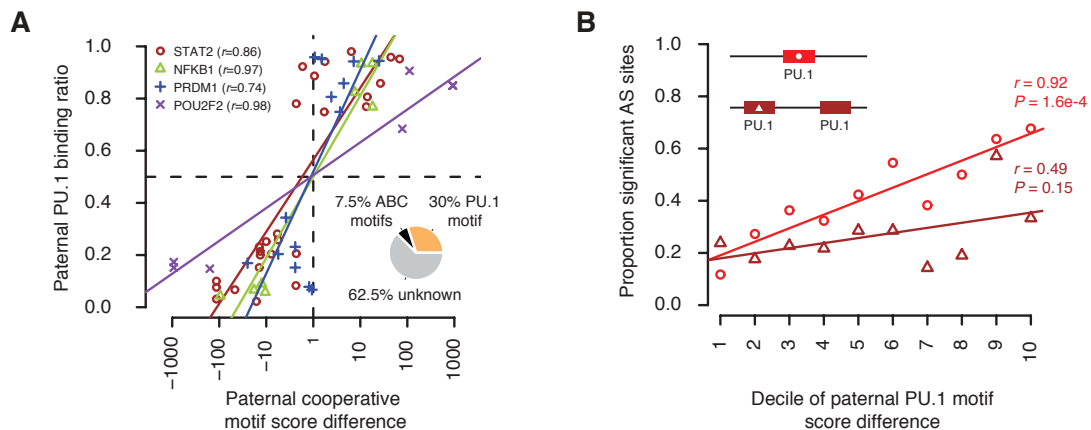 A
Paternal PU.1 binding ratio
1.0
0.8
0.6
0.4
0.2
0.0
STAT2 (r=0.86)
NFKB1 (r=0.97)
PRDM1 (r=0.74)
POU2F2 (r=0.98)
7.5% ABC motifs
30% PU.1 motif
62.5% unknown
−1000
−100
−10
1
10
100
1000
Paternal cooperative
motif score difference
B
Proportion significant AS sites
1.0
0.8
0.6
0.4
0.2
0.0
PU.1
PU.1 PU.1
r = 0.92
P = 1.6e-4
r = 0.49
P = 0.15
1
2
3
4
5
6
7
8
9
10
Decile of paternal PU.1 motif
score difference